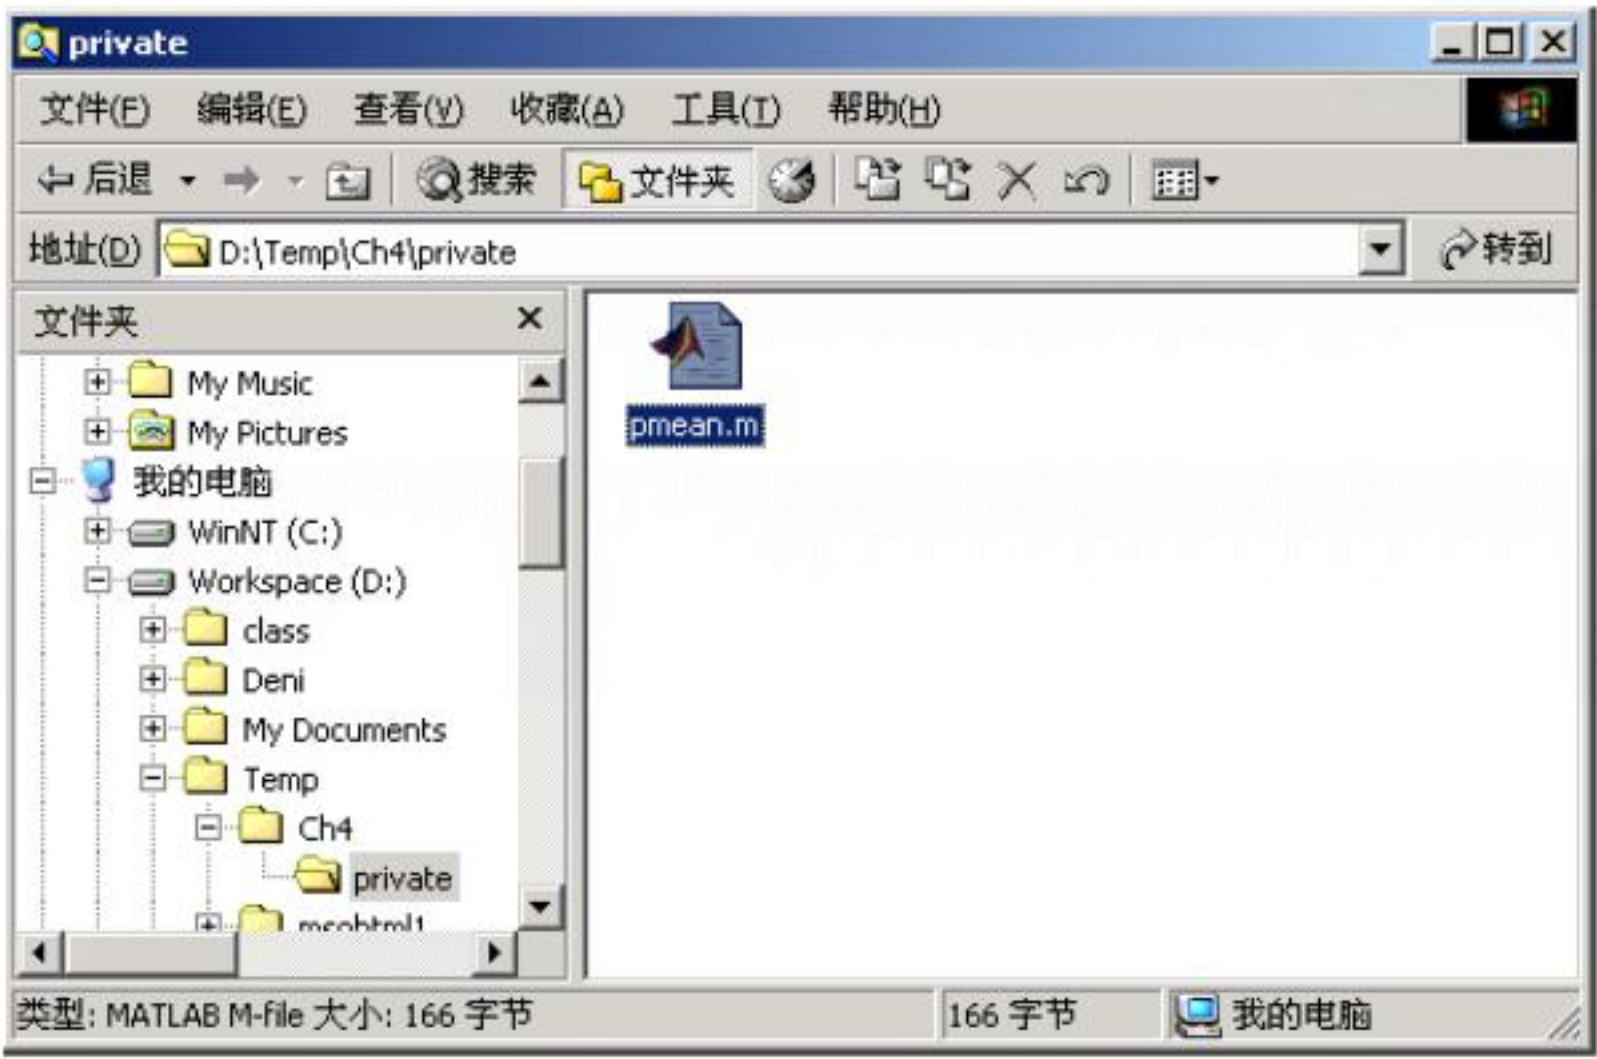 private
文件(F) 编辑(E) 查看(V) 收藏(A) 工具(T) 帮助(H)
后退 搜索 文件夹
地址(D) D:\Temp\Ch4\private 转到
文件夹
My Music
My Pictures
我的电脑
WinNT (C:)
Workspace (D:)
class
Deni
My Documents
Temp
Ch4
private
msohtml1
pmean.m
类型: MATLAB M-file 大小: 166 字节 166 字节 我的电脑